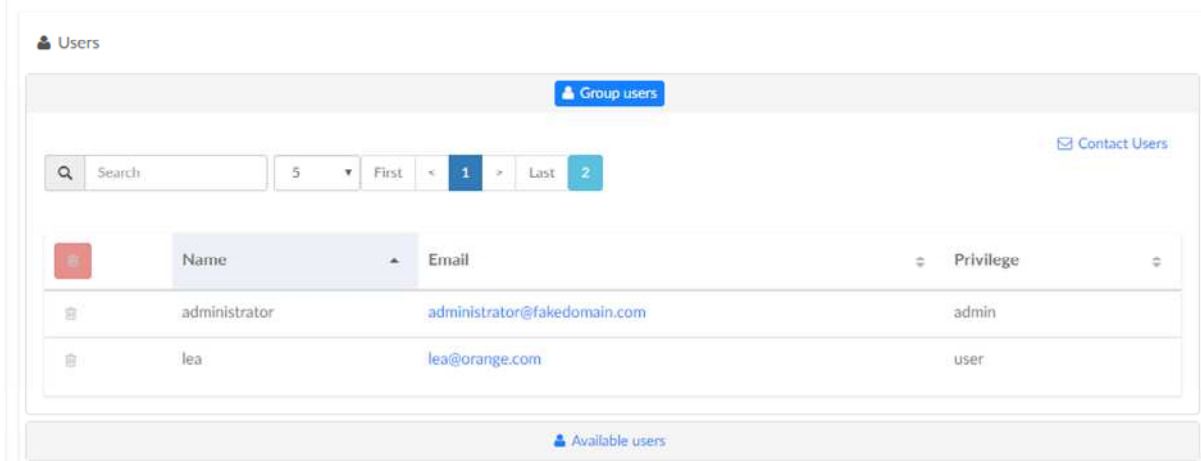 Users
Group users
Contact Users
Search 5 First < 1 > Last 2
Name Email Privilege
administrator administrator@fakedomain.com admin
lea lea@orange.com user
Available users